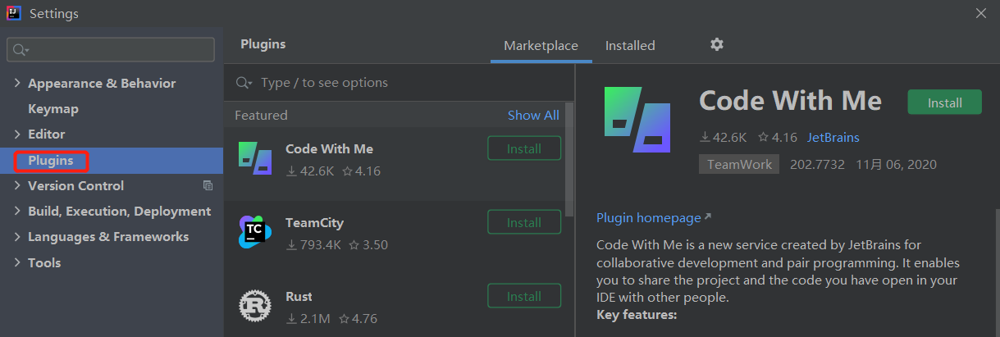 Settings
Appearance & Behavior
Keymap
Editor
Plugins
Version Control
Build, Execution, Deployment
Languages & Frameworks
Tools
Plugins
Marketplace
Installed
Type / to see options
Featured
Show All
Code With Me
42.6K 4.16
Install
TeamCity
793.4K 3.50
Install
Rust
2.1M 4.76
Install
Code With Me
Install
42.6K 4.16 JetBrains
TeamWork 202.7732 11月 06, 2020
Plugin homepage
Code With Me is a new service created by JetBrains for
collaborative development and pair programming. It enables
you to share the project and the code you have open in your
IDE with other people.
Key features: